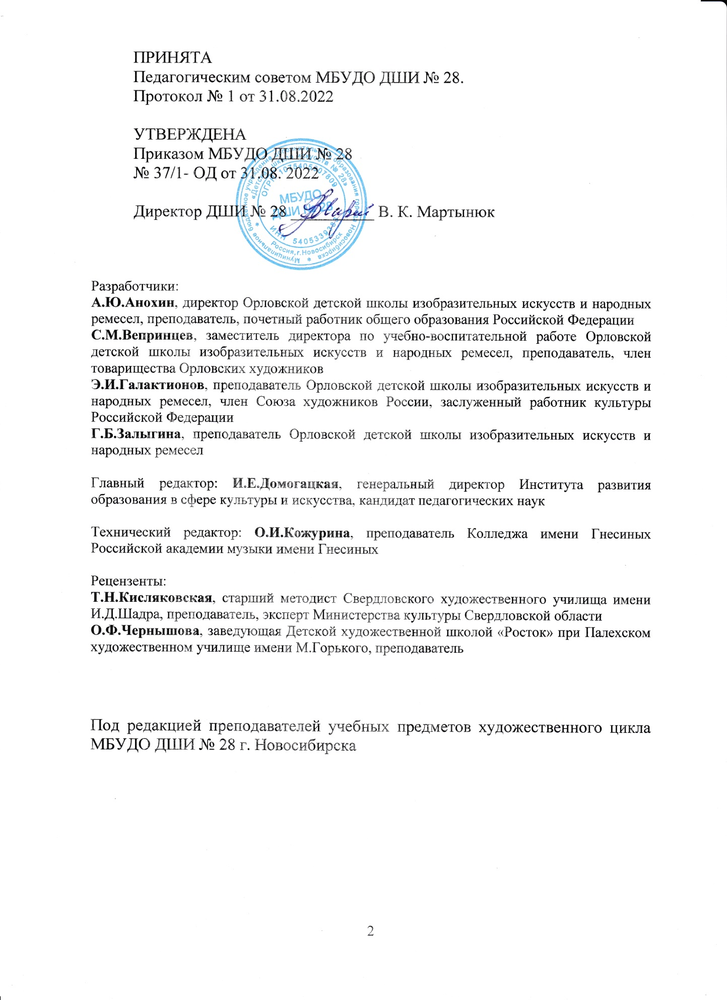 ПРИНЯТА
Педагогическим советом МБУДО ДШИ № 28.
Протокол № 1 от 31.08.2022
УТВЕРЖДЕНА
Приказом МБУДО ДШИ № 28
№ 37/1- ОД от 31.08. 2022
Директор ДШИ № 28 __________ В. К. Мартынюк
Муниципальное бюджетное учреждение дополнительного образования города Новосибирска
«Детская школа искусств № 28»
МБУДО
ДШИ № 28
ИНН 5405339383
Россия, г.Новосибирск
Разработчики:
А.Ю.Анохин, директор Орловской детской школы изобразительных искусств и народных
ремесел, преподаватель, почетный работник общего образования Российской Федерации
С.М.Вепринцев, заместитель директора по учебно-воспитательной работе Орловской
детской школы изобразительных искусств и народных ремесел, преподаватель, член
товарищества Орловских художников
Э.И.Галактионов, преподаватель Орловской детской школы изобразительных искусств и
народных ремесел, член Союза художников России, заслуженный работник культуры
Российской Федерации
Г.Б.Залыгина, преподаватель Орловской детской школы изобразительных искусств и
народных ремесел
Главный редактор: И.Е.Домогацкая, генеральный директор Института развития
образования в сфере культуры и искусства, кандидат педагогических наук
Технический редактор: О.И.Кожурина, преподаватель Колледжа имени Гнесиных
Российской академии музыки имени Гнесиных
Рецензенты:
Т.Н.Кисляковская, старший методист Свердловского художественного училища имени
И.Д.Шадра, преподаватель, эксперт Министерства культуры Свердловской области
О.Ф.Чернышова, заведующая Детской художественной школой «Росток» при Палехском
художественном училище имени М.Горького, преподаватель
Под редакцией преподавателей учебных предметов художественного цикла
МБУДО ДШИ № 28 г. Новосибирска
2